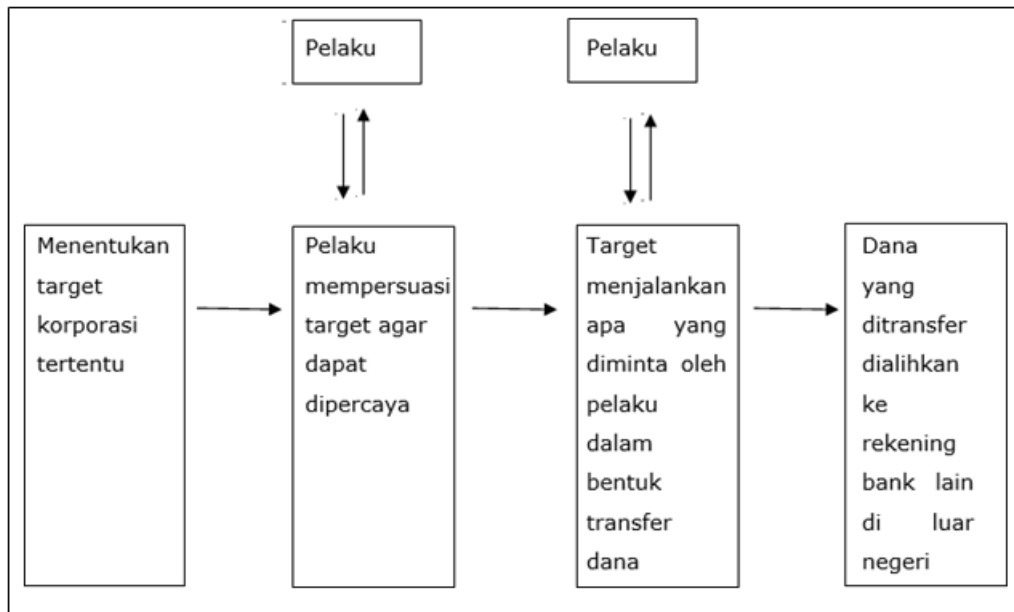 Pelaku
Pelaku
Menentukan
target
korporasi
tertentu
Pelaku
mempersuasi
target agar
dapat
dipercaya
Target
menjalankan
apa yang
diminta oleh
pelaku
dalam
bentuk
transfer
dana
Dana
yang
ditransfer
dialihkan
ke
rekening
bank lain
di luar
negeri